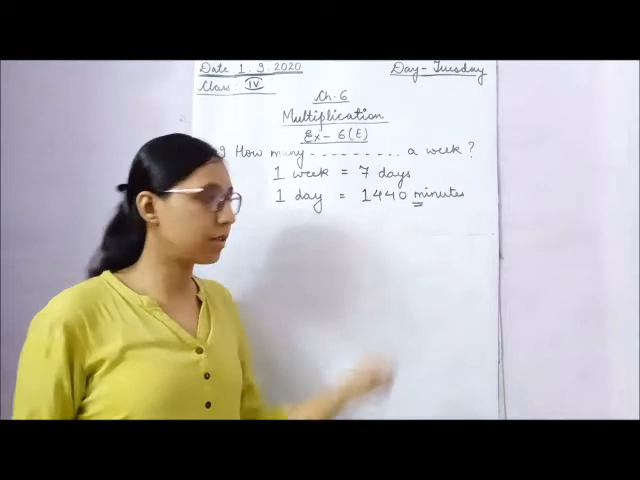 Date 1.9.2020 Day - Tuesday
Class: IV
Ch. 6
Multiplication
Ex - 6 (E)
9 How many - - - - - - - - . a week ?
1 week = 7 days
1 day = 1440 minutes